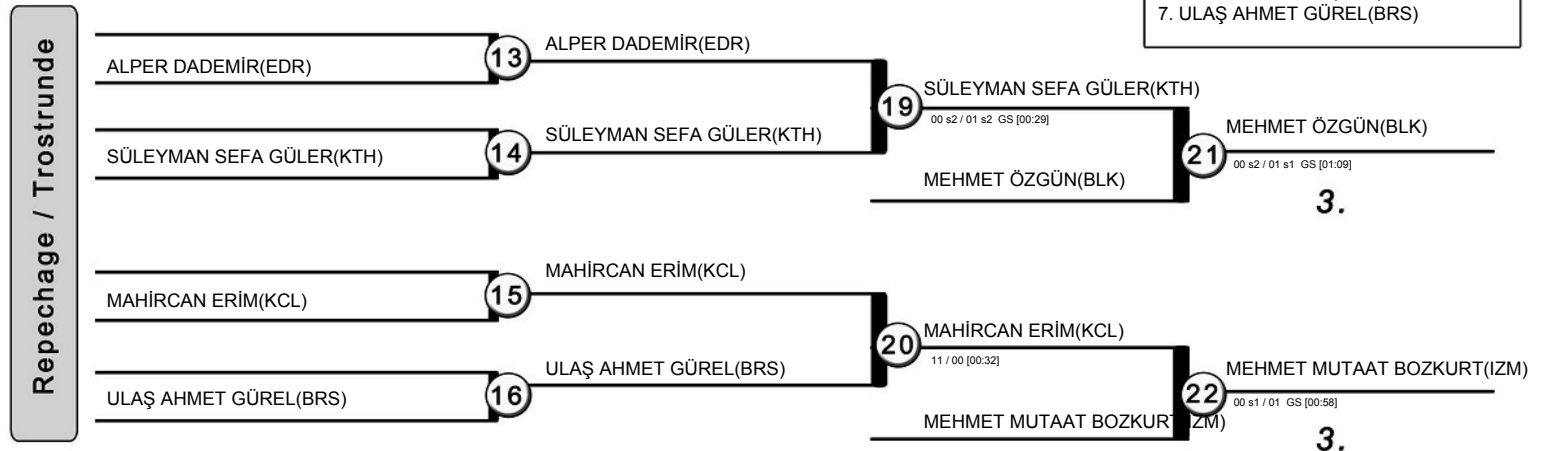 7. ULAŞ AHMET GÜREL(BRS)
Repechage / Trostrunde
ALPER DADEMİR(EDR)
13
ALPER DADEMİR(EDR)
SÜLEYMAN SEFA GÜLER(KTH)
14
SÜLEYMAN SEFA GÜLER(KTH)
19
SÜLEYMAN SEFA GÜLER(KTH)
00 s2 / 01 s2 GS [00:29]
MEHMET ÖZGÜN(BLK)
21
MEHMET ÖZGÜN(BLK)
00 s2 / 01 s1 GS [01:09]
3.
MAHİRCAN ERİM(KCL)
15
MAHİRCAN ERİM(KCL)
ULAŞ AHMET GÜREL(BRS)
16
ULAŞ AHMET GÜREL(BRS)
20
MAHİRCAN ERİM(KCL)
11 / 00 [00:32]
MEHMET MUTAAT BOZKURT(IZM)
22
MEHMET MUTAAT BOZKURT(IZM)
00 s1 / 01 GS [00:58]
3.